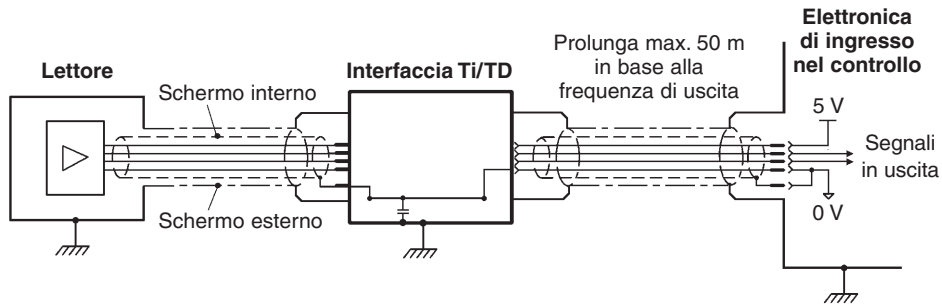 Lettore
Schermo interno
Schermo esterno
Interfaccia Ti/TD
Prolunga max. 50 m
in base alla
frequenza di uscita
Elettronica
di ingresso
nel controllo
5 V
Segnali
in uscita
0 V